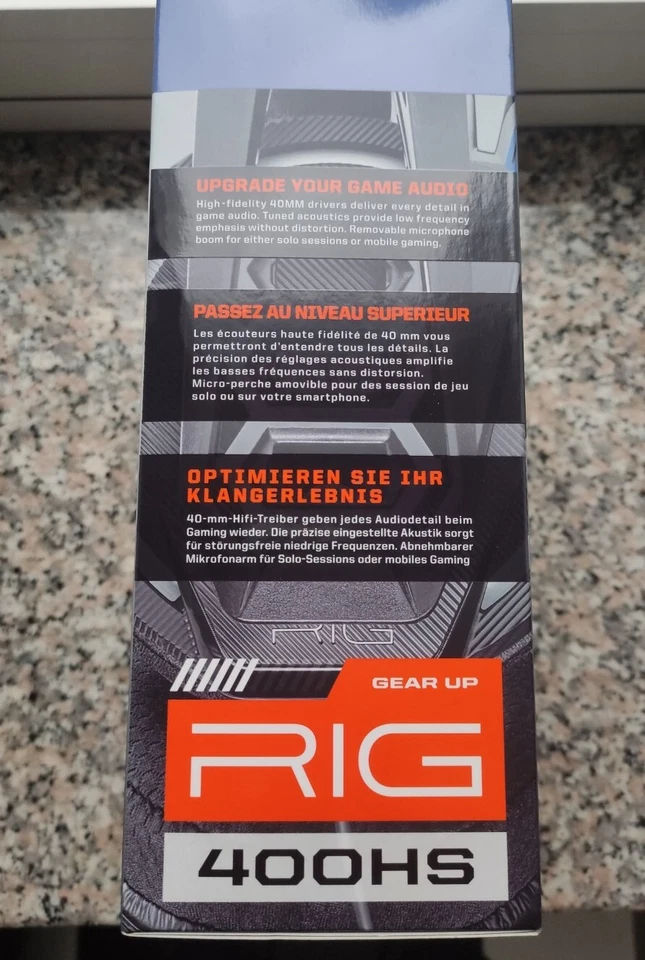 UPGRADE YOUR GAME AUDIO
High-fidelity 40MM drivers deliver every detail in
game audio. Tuned acoustics provide low frequency
emphasis without distortion. Removable microphone
boom for either solo sessions or mobile gaming.
PASSEZ AU NIVEAU SUPERIEUR
Les écouteurs haute fidélité de 40 mm vous
permettront d'entendre tous les détails. La
précision des réglages acoustiques amplifie
les basses fréquences sans distorsion.
Micro-perche amovible pour des session de jeu
solo ou sur votre smartphone.
OPTIMIEREN SIE IHR
KLANGERLEBNIS
40-mm-Hifi-Treiber geben jedes Audiodetail beim
Gaming wieder. Die präzise eingestellte Akustik sorgt
für störungsfreie niedrige Frequenzen. Abnehmbarer
Mikrofonarm für Solo-Sessions oder mobiles Gaming
RIG
GEAR UP
RIG
400HS